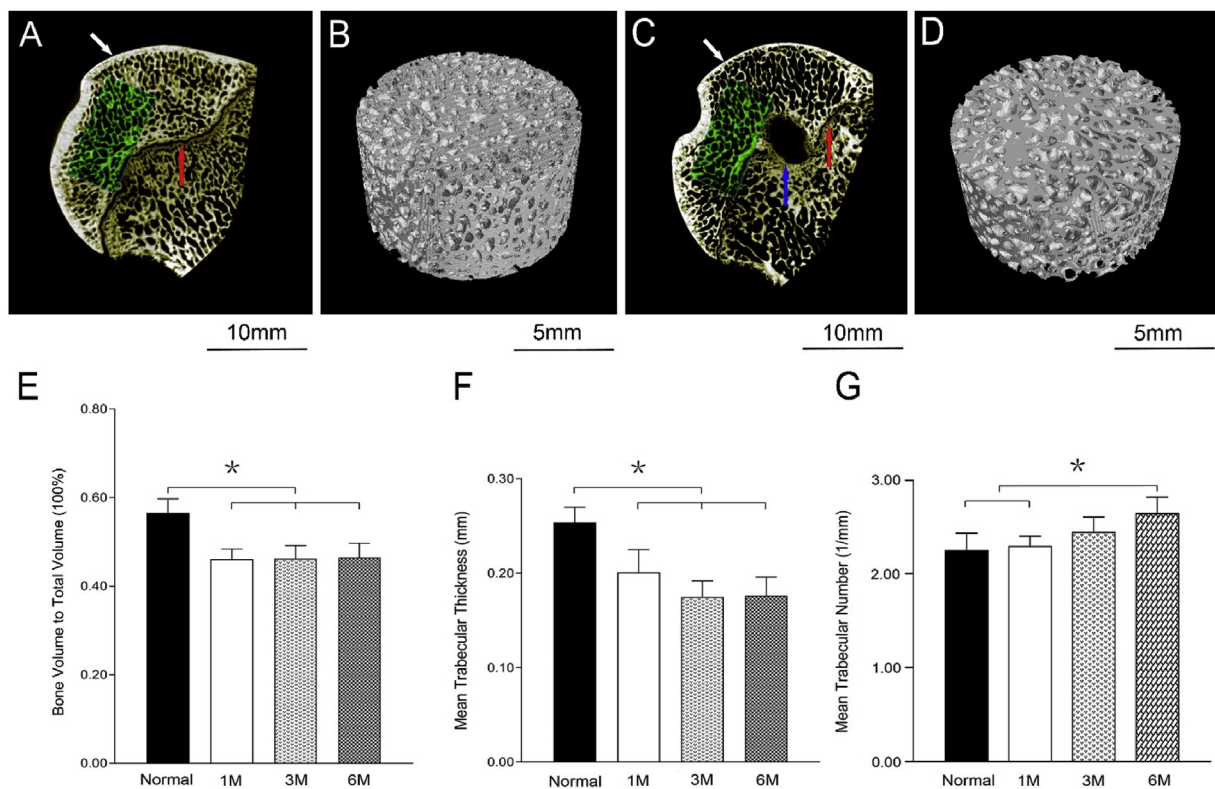 A
B
C
D
10mm
5mm
10mm
5mm
E
Bone Volume to Total Volume (100%)
0.80
0.60
0.40
0.20
0.00
*
Normal 1M 3M 6M
F
Mean Trabecular Thickness (mm)
0.30
0.20
0.10
0.00
*
Normal 1M 3M 6M
G
Mean Trabecular Number (1/mm)
3.00
2.00
1.00
0.00
*
Normal 1M 3M 6M